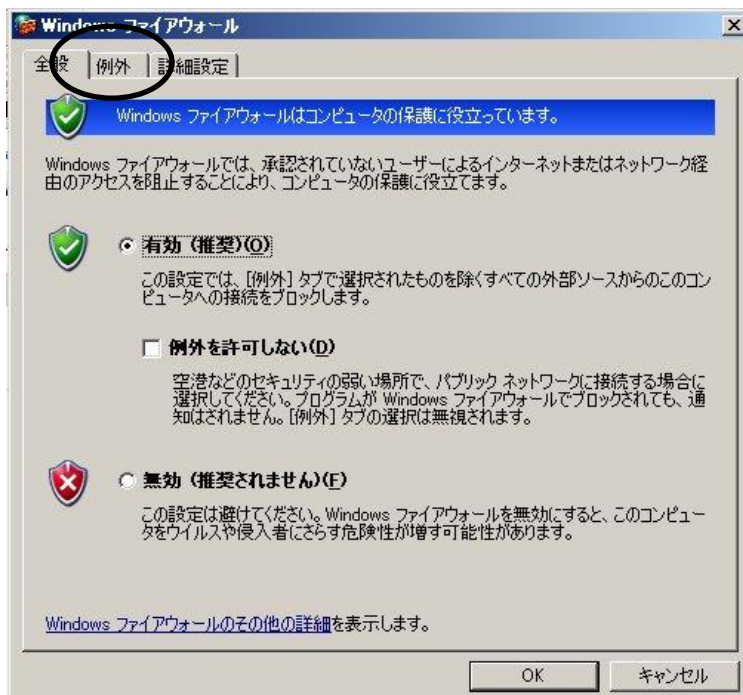 Windows ファイアウォール
全般
例外
詳細設定
Windows ファイアウォールはコンピュータの保護に役立っています。
Windows ファイアウォールでは、承認されていないユーザーによるインターネットまたはネットワーク経
由のアクセスを阻止することにより、コンピュータの保護に役立てます。
有効（推奨）(O)
この設定では、[例外] タブで選択されたものを除くすべての外部ソースからのこのコン
ピュータへの接続をブロックします。
例外を許可しない(D)
空港などのセキュリティの弱い場所で、パブリック ネットワークに接続する場合に
選択してください。プログラムが Windows ファイアウォールでブロックされても、通
知はされません。[例外] タブの選択は無視されます。
無効（推奨されません）(F)
この設定は避けてください。Windows ファイアウォールを無効にすると、このコンピュー
タをウイルスや侵入者にさらす危険性が増す可能性があります。
Windows ファイアウォールのその他の詳細を表示します。
OK
キャンセル